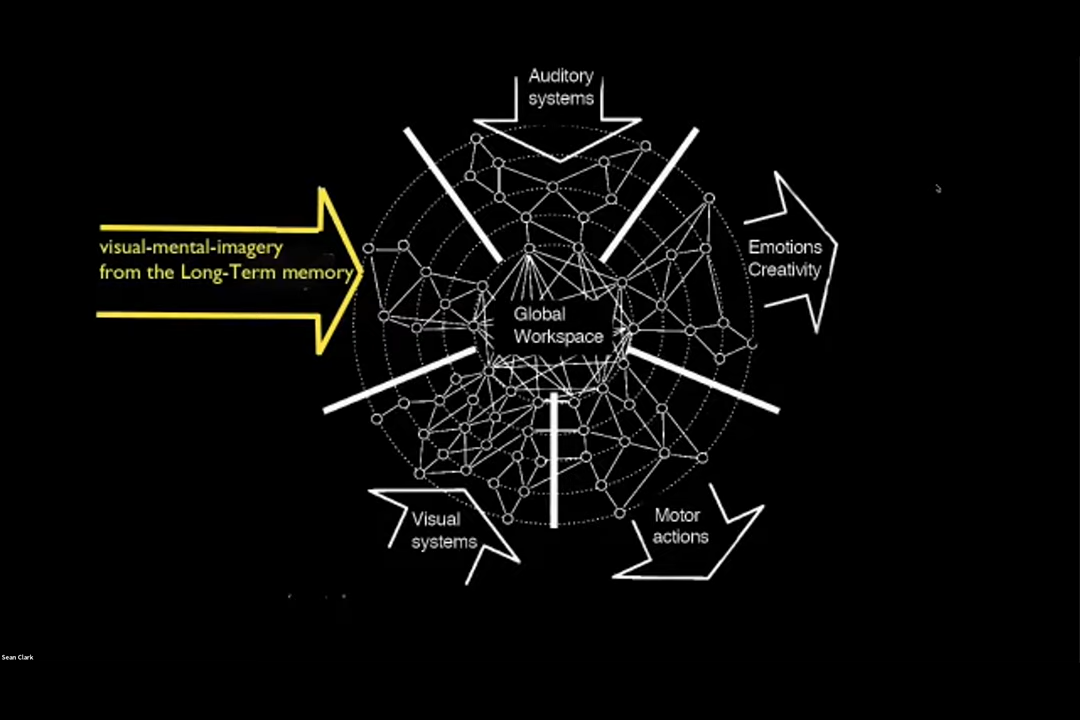 Auditory
systems
visual-mental-imagery
from the Long-Term memory
Emotions
Creativity
Global
Workspace
Visual
systems
Motor
actions
Sean Clark